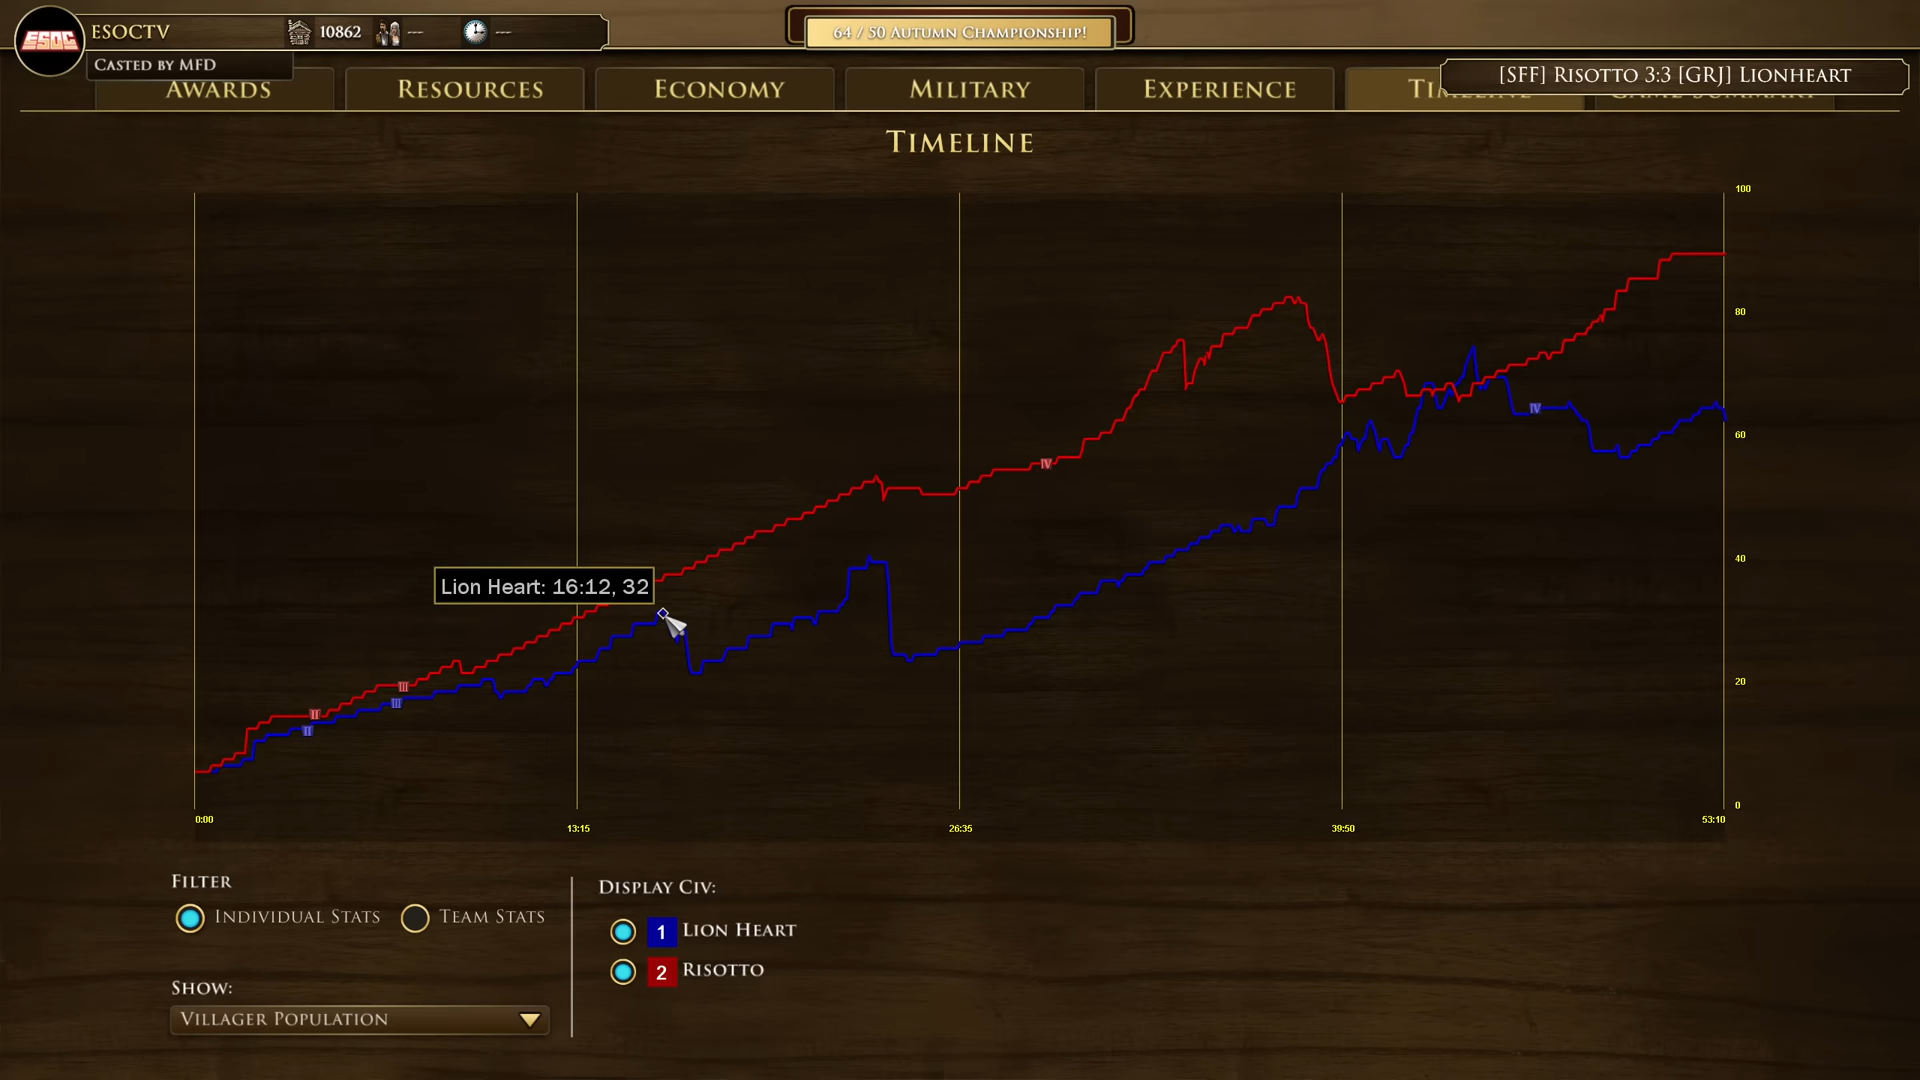 ESOC
ESOCTV
10862
---
---
Casted by MFD
64 / 50 Autumn Championship!
[SFF] Risotto 3:3 [GRJ] Lionheart
Awards
Resources
Economy
Military
Experience
Timeline
Game Summary
Timeline
100
80
60
40
20
0
IV
IV
Lion Heart: 16:12, 32
III
III
II
II
0:00
13:15
26:35
39:50
53:10
Filter
Individual Stats
Team Stats
Show:
Villager Population
Display Civ:
1 Lion Heart
2 Risotto